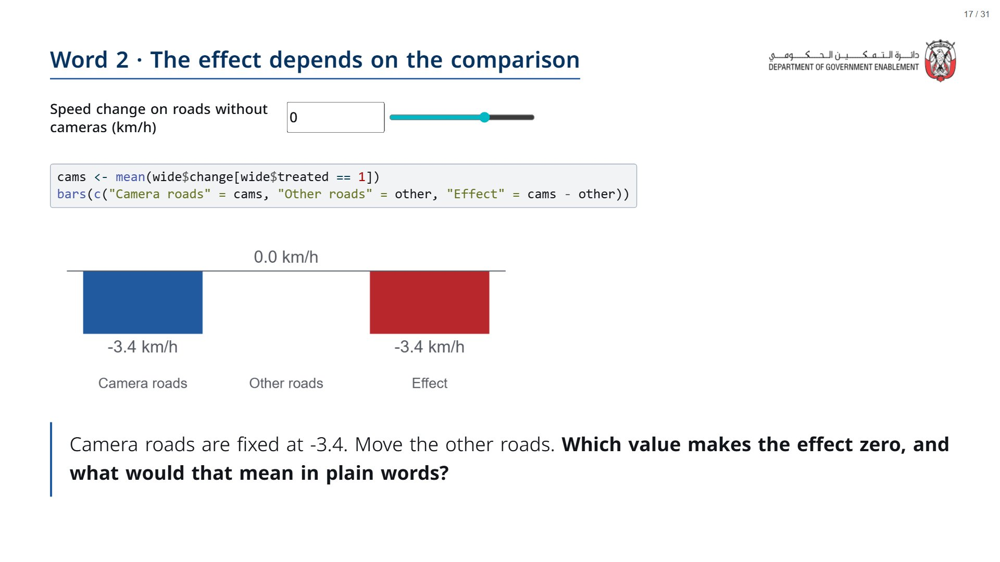 17 / 31
Word 2 · The effect depends on the comparison
دائرة التمكين الحكومي
DEPARTMENT OF GOVERNMENT ENABLEMENT
Speed change on roads without
cameras (km/h)
0
cams <- mean(wide$change[wide$treated == 1])
bars(c("Camera roads" = cams, "Other roads" = other, "Effect" = cams - other))
0.0 km/h
-3.4 km/h
-3.4 km/h
Camera roads
Other roads
Effect
Camera roads are fixed at -3.4. Move the other roads. Which value makes the effect zero, and
what would that mean in plain words?